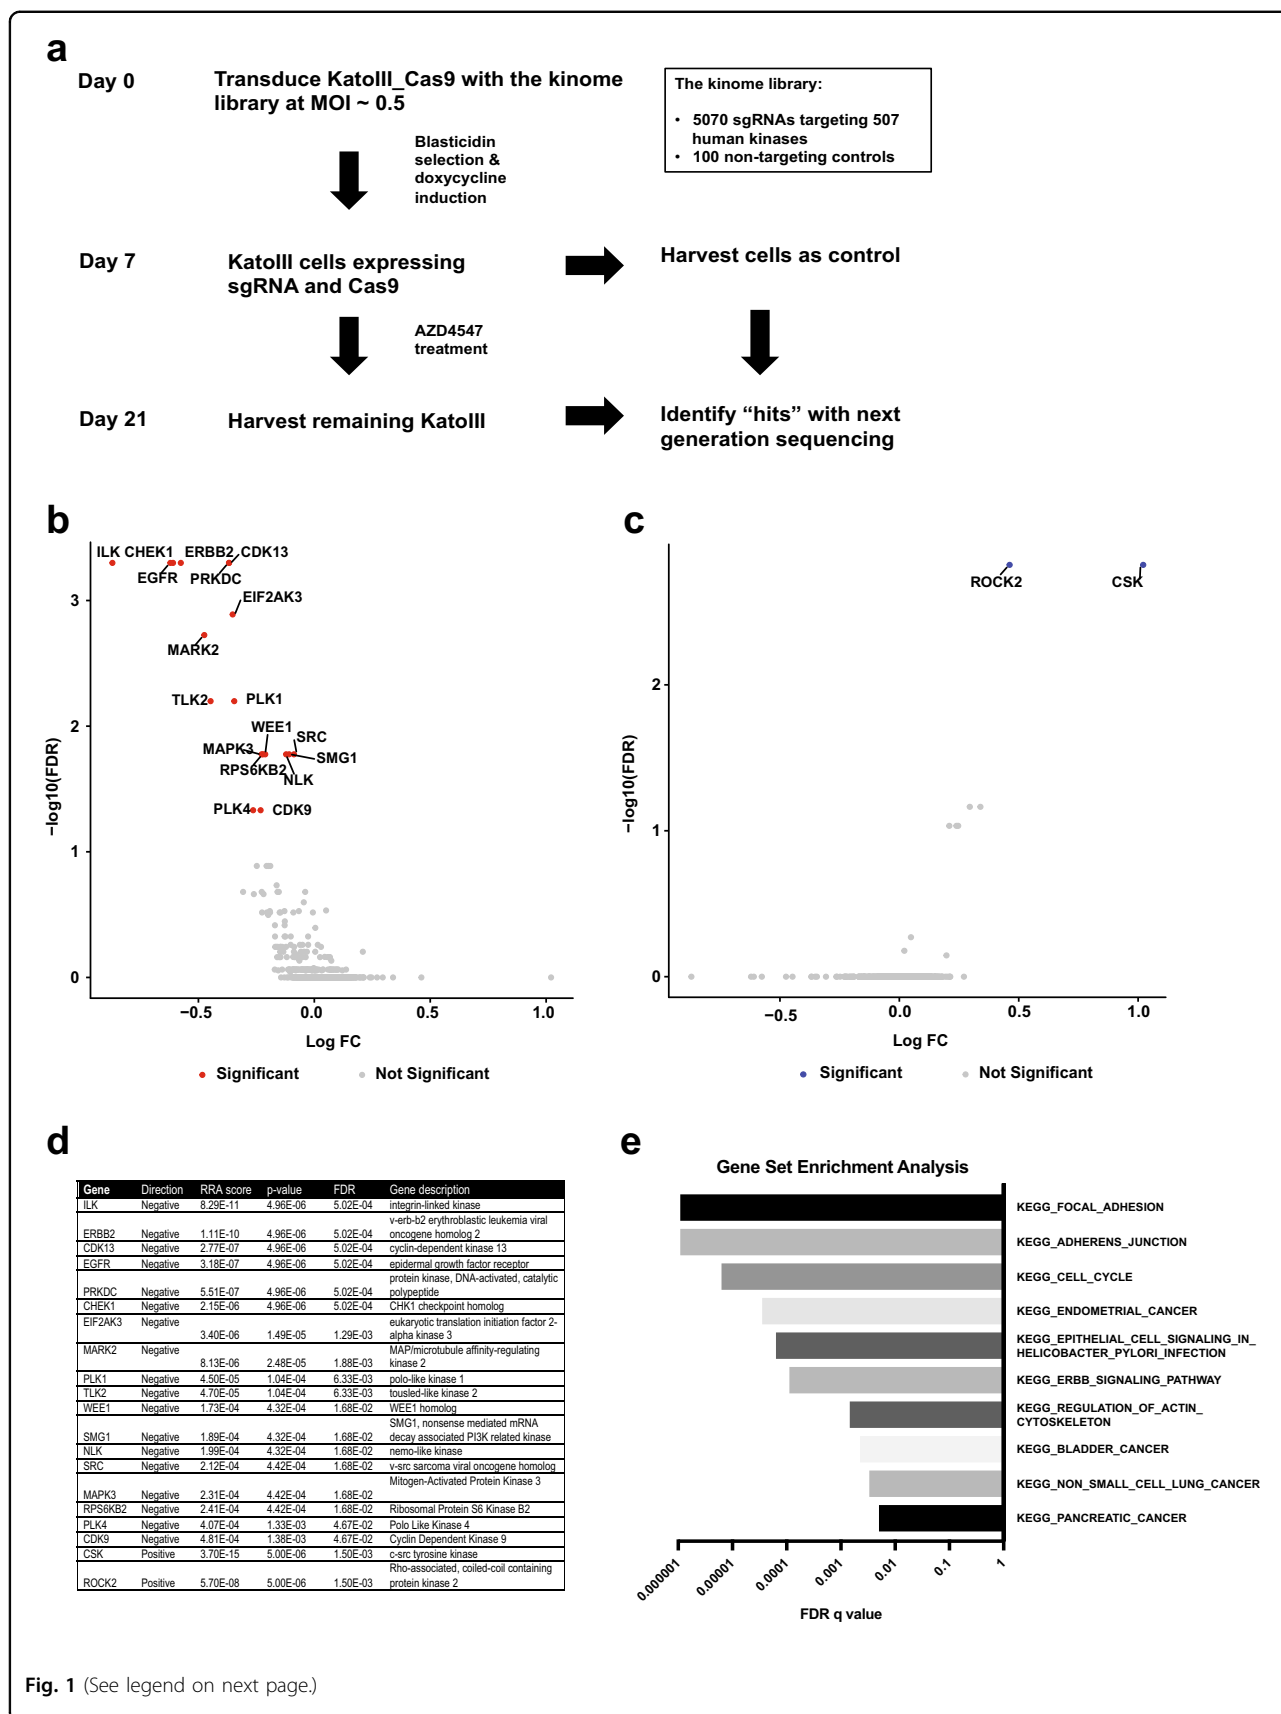 a
Day 0
Transduce KatoIII_Cas9 with the kinome
library at MOI ~ 0.5
The kinome library:
• 5070 sgRNAs targeting 507
human kinases
• 100 non-targeting controls
Blasticidin
selection &
doxycycline
induction
Day 7
KatoIII cells expressing
sgRNA and Cas9
Harvest cells as control
AZD4547
treatment
Day 21
Harvest remaining KatoIII
Identify “hits” with next
generation sequencing
b
ILK CHEK1 ERBB2 CDK13
EGFR PRKDC
EIF2AK3
MARK2
TLK2 PLK1
WEE1
SRC
MAPK3
SMG1
RPS6KB2
NLK
PLK4 CDK9
3
2
1
0
−log10(FDR)
−0.5 0.0 0.5 1.0
Log FC
Significant Not Significant
c
ROCK2 CSK
2
1
0
−log10(FDR)
−0.5 0.0 0.5 1.0
Log FC
Significant Not Significant
d
Gene Direction RRA score p-value FDR Gene description
ILK Negative 8.29E-11 4.96E-06 5.02E-04 integrin-linked kinase
v-erb-b2 erythroblastic leukemia viral
ERBB2 Negative 1.11E-10 4.96E-06 5.02E-04 oncogene homolog 2
CDK13 Negative 2.77E-07 4.96E-06 5.02E-04 cyclin-dependent kinase 13
EGFR Negative 3.18E-07 4.96E-06 5.02E-04 epidermal growth factor receptor
protein kinase, DNA-activated, catalytic
PRKDC Negative 5.51E-07 4.96E-06 5.02E-04 polypeptide
CHEK1 Negative 2.15E-06 4.96E-06 5.02E-04 CHK1 checkpoint homolog
EIF2AK3 Negative eukaryotic translation initiation factor 2-
3.40E-06 1.49E-05 1.29E-03 alpha kinase 3
MARK2 Negative MAP/microtubule affinity-regulating
8.13E-06 2.48E-05 1.88E-03 kinase 2
PLK1 Negative 4.50E-05 1.04E-04 6.33E-03 polo-like kinase 1
TLK2 Negative 4.70E-05 1.04E-04 6.33E-03 tousled-like kinase 2
WEE1 Negative 1.73E-04 4.32E-04 1.68E-02 WEE1 homolog
SMG1, nonsense mediated mRNA
SMG1 Negative 1.89E-04 4.32E-04 1.68E-02 decay associated PI3K related kinase
NLK Negative 1.99E-04 4.32E-04 1.68E-02 nemo-like kinase
SRC Negative 2.12E-04 4.42E-04 1.68E-02 v-src sarcoma viral oncogene homolog
Mitogen-Activated Protein Kinase 3
MAPK3 Negative 2.31E-04 4.42E-04 1.68E-02
RPS6KB2 Negative 2.41E-04 4.42E-04 1.68E-02 Ribosomal Protein S6 Kinase B2
PLK4 Negative 4.07E-04 1.33E-03 4.67E-02 Polo Like Kinase 4
CDK9 Negative 4.81E-04 1.38E-03 4.67E-02 Cyclin Dependent Kinase 9
CSK Positive 3.70E-15 5.00E-06 1.50E-03 c-src tyrosine kinase
Rho-associated, coiled-coil containing
ROCK2 Positive 5.70E-08 5.00E-06 1.50E-03 protein kinase 2
e
Gene Set Enrichment Analysis
KEGG_FOCAL_ADHESION
KEGG_ADHERENS_JUNCTION
KEGG_CELL_CYCLE
KEGG_ENDOMETRIAL_CANCER
KEGG_EPITHELIAL_CELL_SIGNALING_IN_
HELICOBACTER_PYLORI_INFECTION
KEGG_ERBB_SIGNALING_PATHWAY
KEGG_REGULATION_OF_ACTIN_
CYTOSKELETON
KEGG_BLADDER_CANCER
KEGG_NON_SMALL_CELL_LUNG_CANCER
KEGG_PANCREATIC_CANCER
0.000001 0.00001 0.0001 0.001 0.01 0.1 1
FDR q value
Fig. 1 (See legend on next page.)